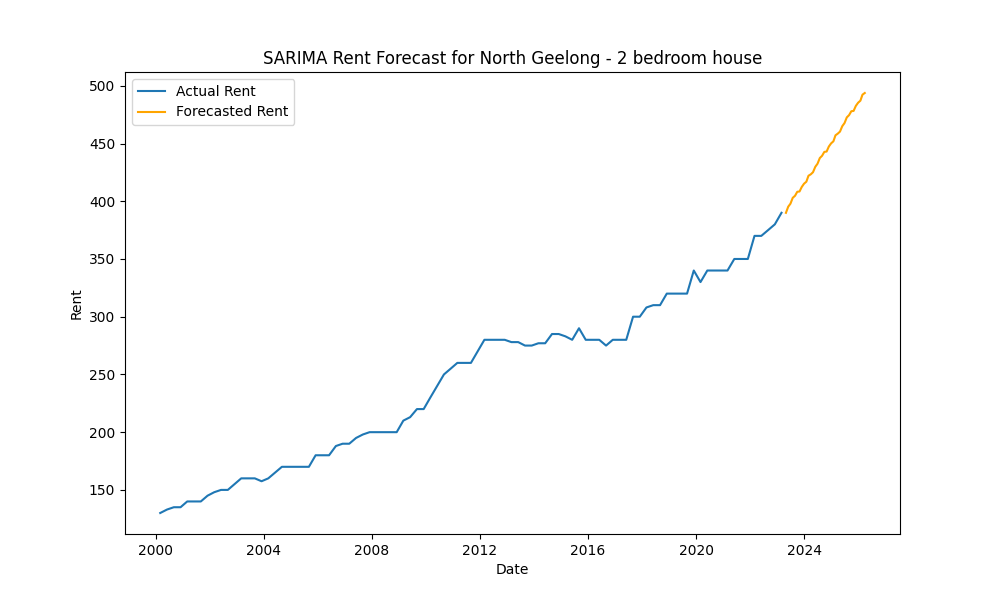 SARIMA Rent Forecast for North Geelong - 2 bedroom house
Actual Rent
Forecasted Rent
500
450
400
350
300
250
200
150
Rent
2000 2004 2008 2012 2016 2020 2024
Date